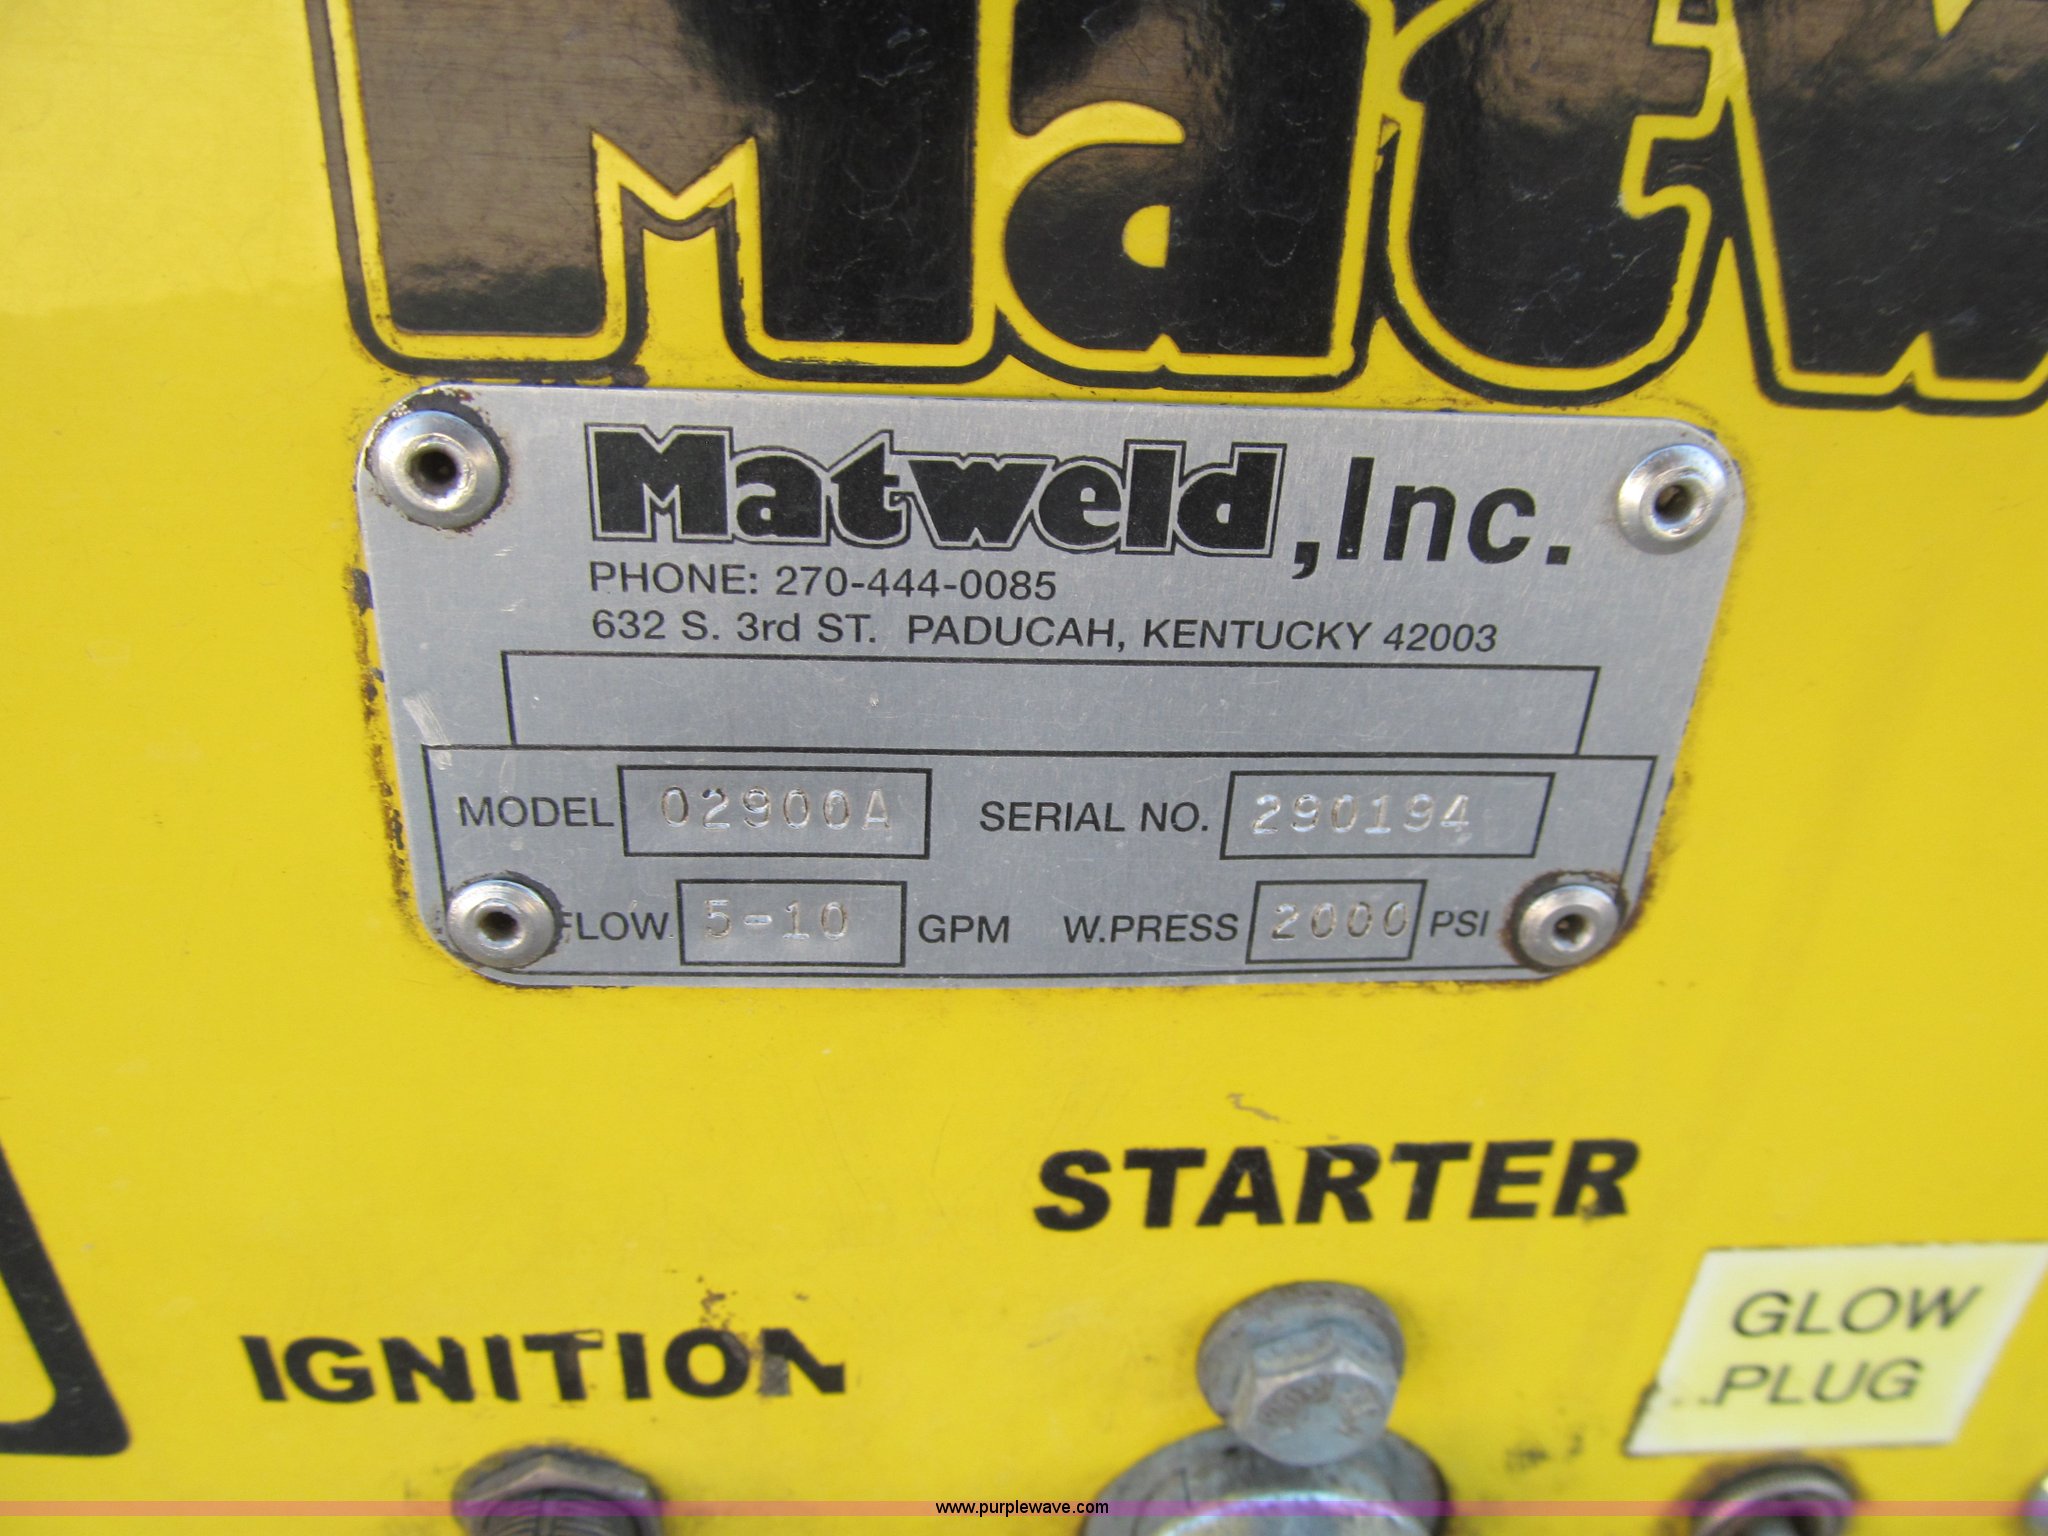 Matw
Matweld, Inc.
PHONE: 270-444-0085
632 S. 3rd ST. PADUCAH, KENTUCKY 42003
MODEL 02900A SERIAL NO. 290194
FLOW 5-10 GPM W.PRESS 2000 PSI
STARTER
IGNITION
GLOW
PLUG
www.purplewave.com